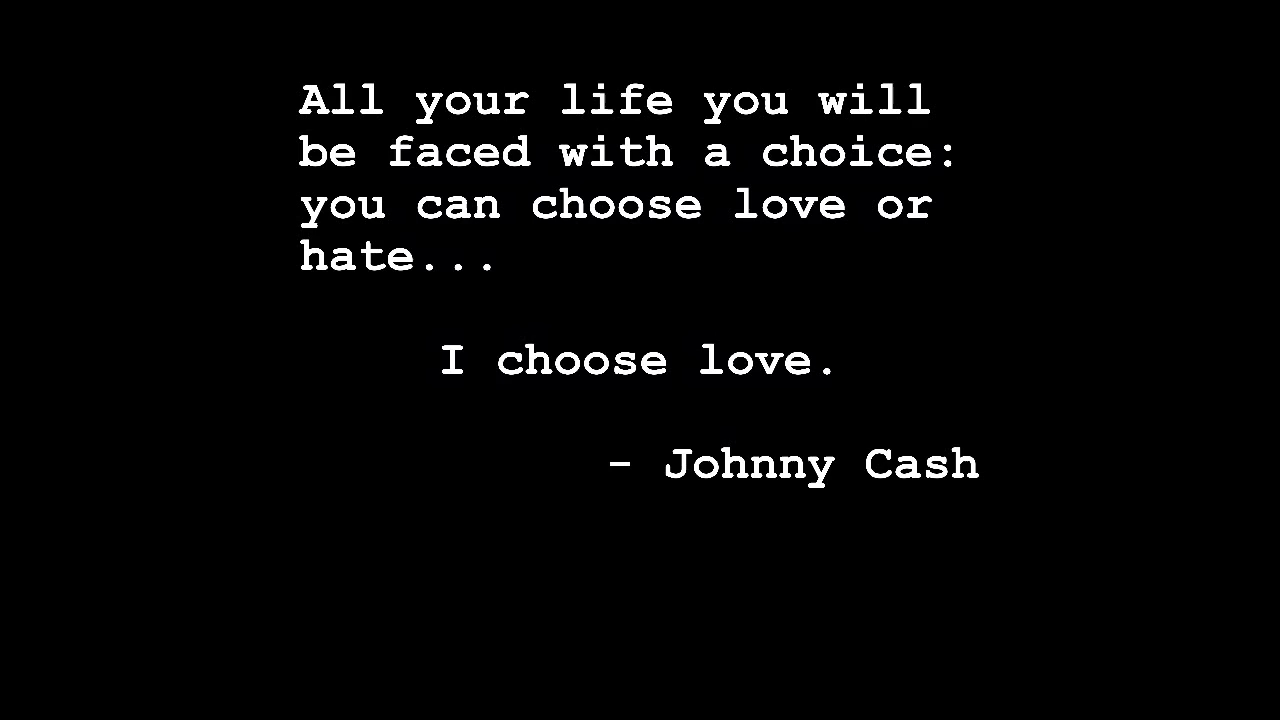 All your life you will
be faced with a choice:
you can choose love or
hate...
I choose love.
- Johnny Cash